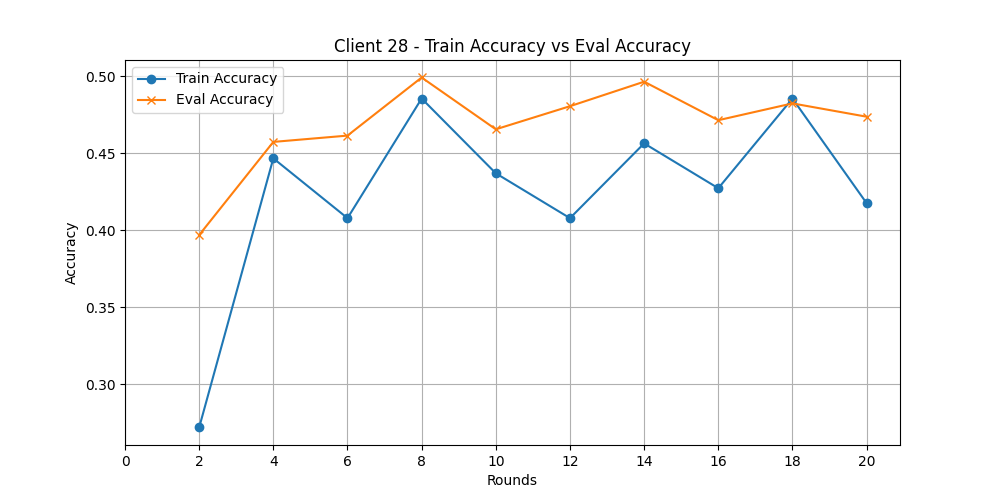 Client 28 - Train Accuracy vs Eval Accuracy
Train Accuracy
Eval Accuracy
0.50
0.45
0.40
0.35
0.30
Accuracy
0 2 4 6 8 10 12 14 16 18 20
Rounds